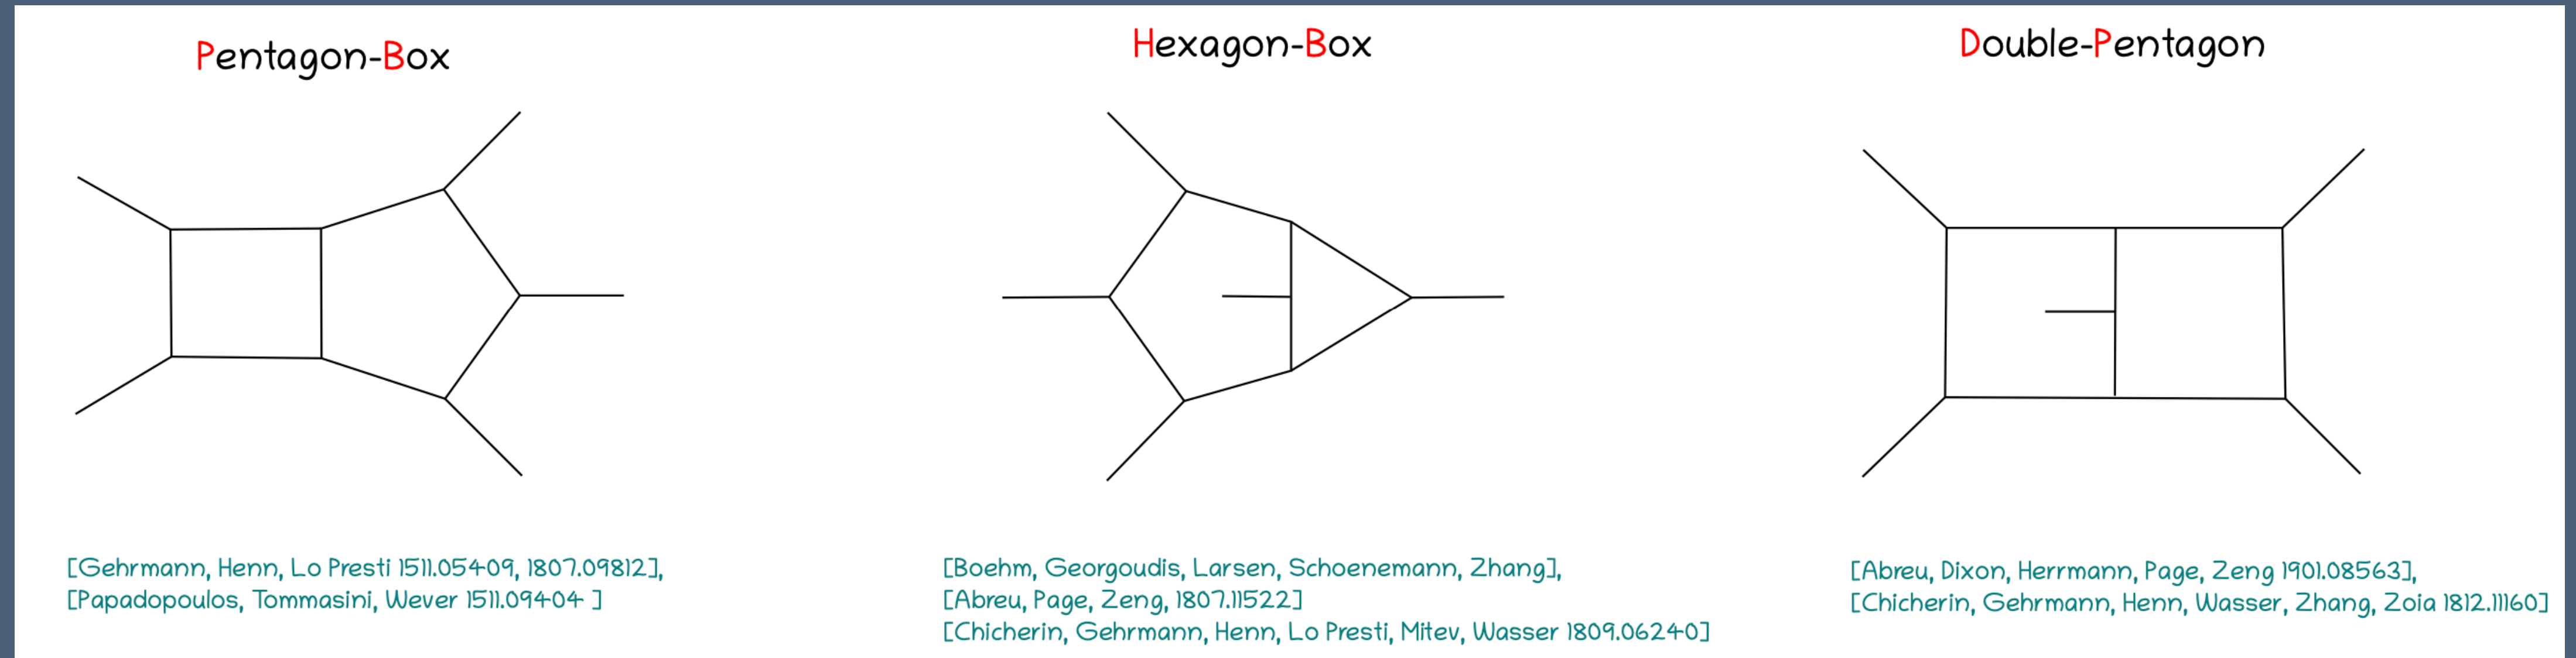 Pentagon-Box
[Gehrmann, Henn, Lo Presti 1511.05409, 1807.09812],
[Papadopoulos, Tommasini, Wever 1511.09404 ]
Hexagon-Box
[Boehm, Georgoudis, Larsen, Schoenemann, Zhang],
[Abreu, Page, Zeng, 1807.11522]
[Chicherin, Gehrmann, Henn, Lo Presti, Mitev, Wasser 1809.06240]
Double-Pentagon
[Abreu, Dixon, Herrmann, Page, Zeng 1901.08563],
[Chicherin, Gehrmann, Henn, Wasser, Zhang, Zoia 1812.11160]